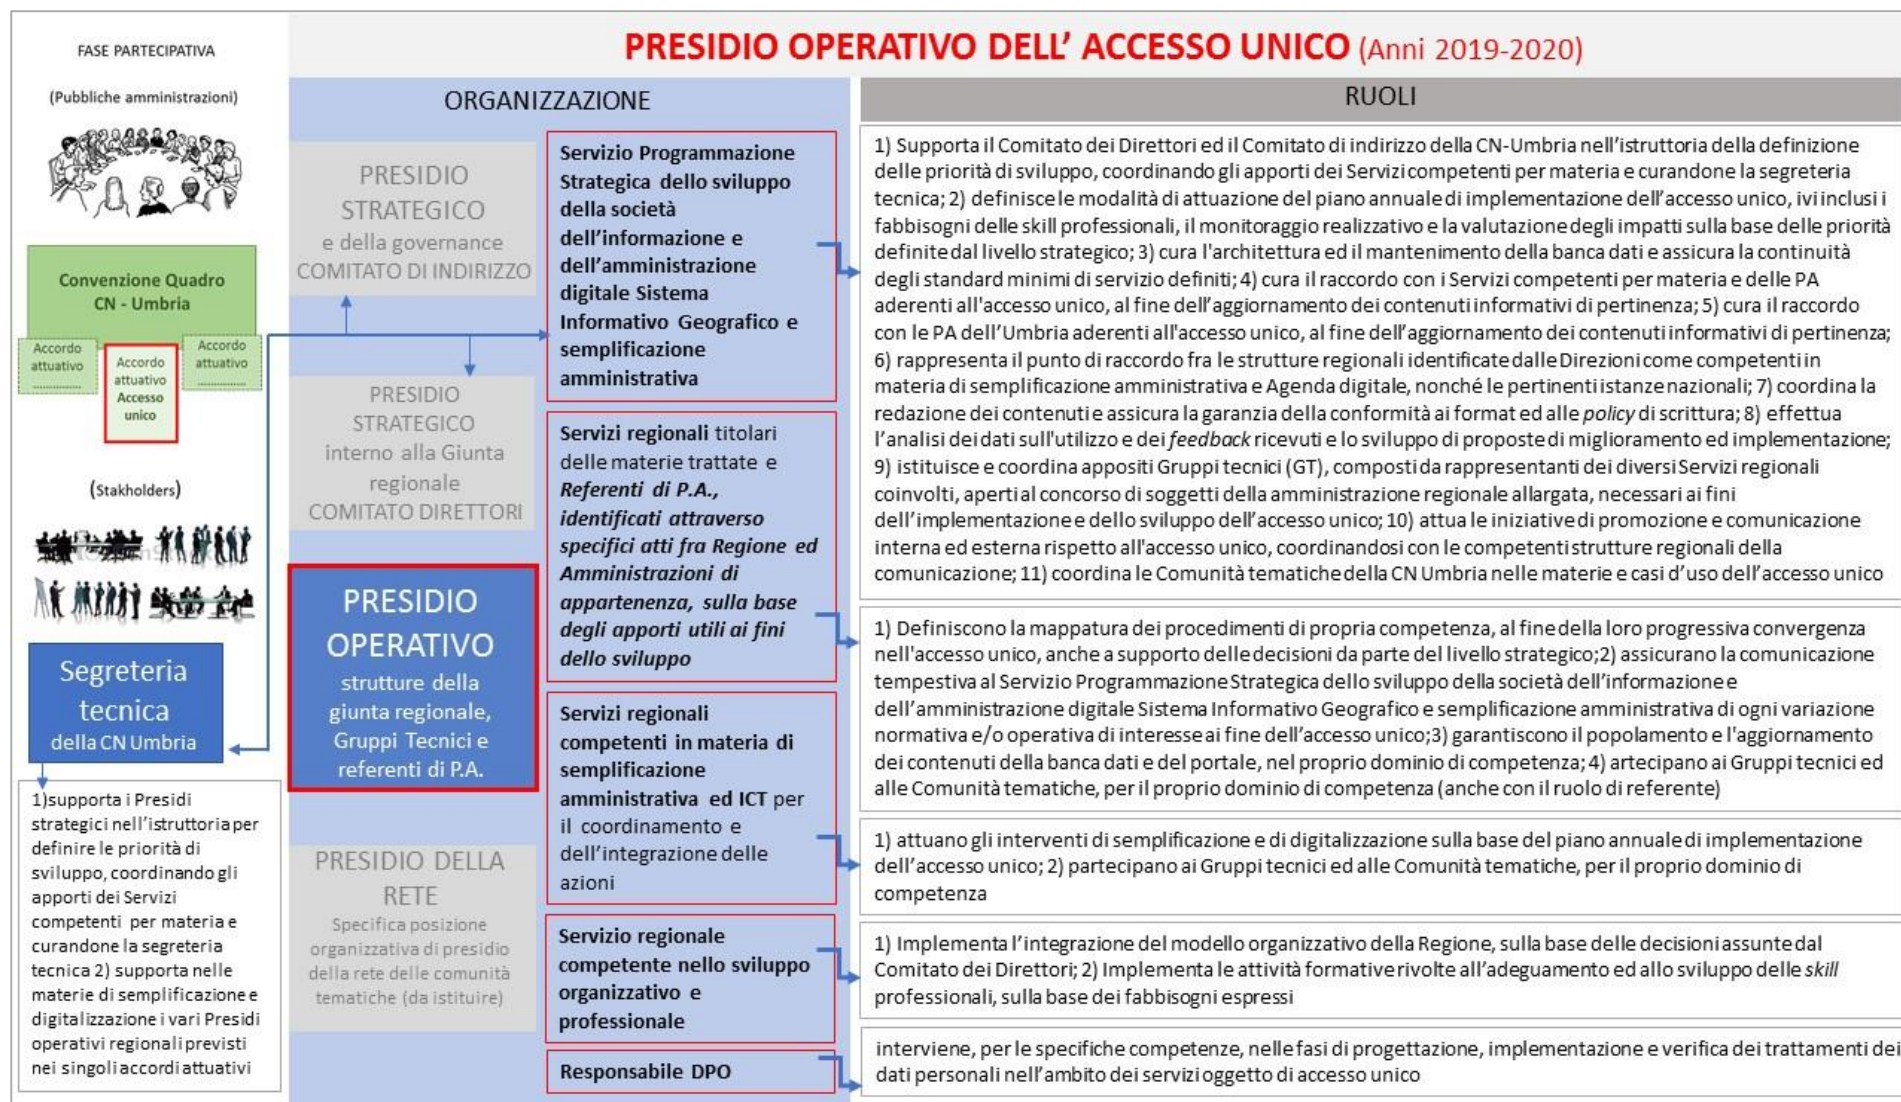 PRESIDIO OPERATIVO DELL' ACCESSO UNICO (Anni 2019-2020)
FASE PARTECIPATIVA
(Pubbliche amministrazioni)
Convenzione Quadro
CN - Umbria
Accordo
attuativo
..............
Accordo
attuativo
Accesso
unico
Accordo
attuativo
..............
(Stakholders)
Segreteria
tecnica
della CN Umbria
1)supporta i Presidi
strategici nell'istruttoria per
definire le priorità di
sviluppo, coordinando gli
apporti dei Servizi
competenti per materia e
curandone la segreteria
tecnica 2) supporta nelle
materie di semplificazione e
digitalizzazione i vari Presidi
operativi regionali previsti
nei singoli accordi attuativi
ORGANIZZAZIONE
PRESIDIO
STRATEGICO
e della governance
COMITATO DI INDIRIZZO
PRESIDIO
STRATEGICO
interno alla Giunta
regionale
COMITATO DIRETTORI
PRESIDIO
OPERATIVO
strutture della
giunta regionale,
Gruppi Tecnici e
referenti di P.A.
PRESIDIO DELLA
RETE
Specifica posizione
organizzativa di presidio
della rete delle comunità
tematiche (da istituire)
Servizio Programmazione
Strategica dello sviluppo
della società
dell'informazione e
dell'amministrazione
digitale Sistema
Informativo Geografico e
semplificazione
amministrativa
Servizi regionali titolari
delle materie trattate e
Referenti di P.A.,
identificati attraverso
specifici atti fra Regione ed
Amministrazioni di
appartenenza, sulla base
degli apporti utili ai fini
dello sviluppo
Servizi regionali
competenti in materia di
semplificazione
amministrativa ed ICT per
il coordinamento e
dell'integrazione delle
azioni
Servizio regionale
competente nello sviluppo
organizzativo e
professionale
Responsabile DPO
RUOLI
1) Supporta il Comitato dei Direttori ed il Comitato di indirizzo della CN-Umbria nell'istruttoria della definizione
delle priorità di sviluppo, coordinando gli apporti dei Servizi competenti per materia e curandone la segreteria
tecnica; 2) definisce le modalità di attuazione del piano annuale di implementazione dell'accesso unico, ivi inclusi i
fabbisogni delle skill professionali, il monitoraggio realizzativo e la valutazione degli impatti sulla base delle priorità
definite dal livello strategico; 3) cura l'architettura ed il mantenimento della banca dati e assicura la continuità
degli standard minimi di servizio definiti; 4) cura il raccordo con i Servizi competenti per materia e delle PA
aderenti all'accesso unico, al fine dell'aggiornamento dei contenuti informativi di pertinenza; 5) cura il raccordo
con le PA dell'Umbria aderenti all'accesso unico, al fine dell'aggiornamento dei contenuti informativi di pertinenza;
6) rappresenta il punto di raccordo fra le strutture regionali identificate dalle Direzioni come competenti in
materia di semplificazione amministrativa e Agenda digitale, nonché le pertinenti istanze nazionali; 7) coordina la
redazione dei contenuti e assicura la garanzia della conformità ai format ed alle policy di scrittura; 8) effettua
l'analisi dei dati sull'utilizzo e dei feedback ricevuti e lo sviluppo di proposte di miglioramento ed implementazione;
9) istituisce e coordina appositi Gruppi tecnici (GT), composti da rappresentanti dei diversi Servizi regionali
coinvolti, aperti al concorso di soggetti della amministrazione regionale allargata, necessari ai fini
dell'implementazione e dello sviluppo dell'accesso unico; 10) attua le iniziative di promozione e comunicazione
interna ed esterna rispetto all'accesso unico, coordinandosi con le competenti strutture regionali della
comunicazione; 11) coordina le Comunità tematiche della CN Umbria nelle materie e casi d'uso dell'accesso unico
1) Definiscono la mappatura dei procedimenti di propria competenza, al fine della loro progressiva convergenza
nell'accesso unico, anche a supporto delle decisioni da parte del livello strategico;2) assicurano la comunicazione
tempestiva al Servizio Programmazione Strategica dello sviluppo della società dell'informazione e
dell'amministrazione digitale Sistema Informativo Geografico e semplificazione amministrativa di ogni variazione
normativa e/o operativa di interesse ai fine dell'accesso unico;3) garantiscono il popolamento e l'aggiornamento
dei contenuti della banca dati e del portale, nel proprio dominio di competenza; 4) artecipano ai Gruppi tecnici ed
alle Comunità tematiche, per il proprio dominio di competenza (anche con il ruolo di referente)
1) attuano gli interventi di semplificazione e di digitalizzazione sulla base del piano annuale di implementazione
dell'accesso unico; 2) partecipano ai Gruppi tecnici ed alle Comunità tematiche, per il proprio dominio di
competenza
1) Implementa l'integrazione del modello organizzativo della Regione, sulla base delle decisioni assunte dal
Comitato dei Direttori; 2) Implementa le attività formative rivolte all'adeguamento ed allo sviluppo delle skill
professionali, sulla base dei fabbisogni espressi
interviene, per le specifiche competenze, nelle fasi di progettazione, implementazione e verifica dei trattamenti dei
dati personali nell'ambito dei servizi oggetto di accesso unico